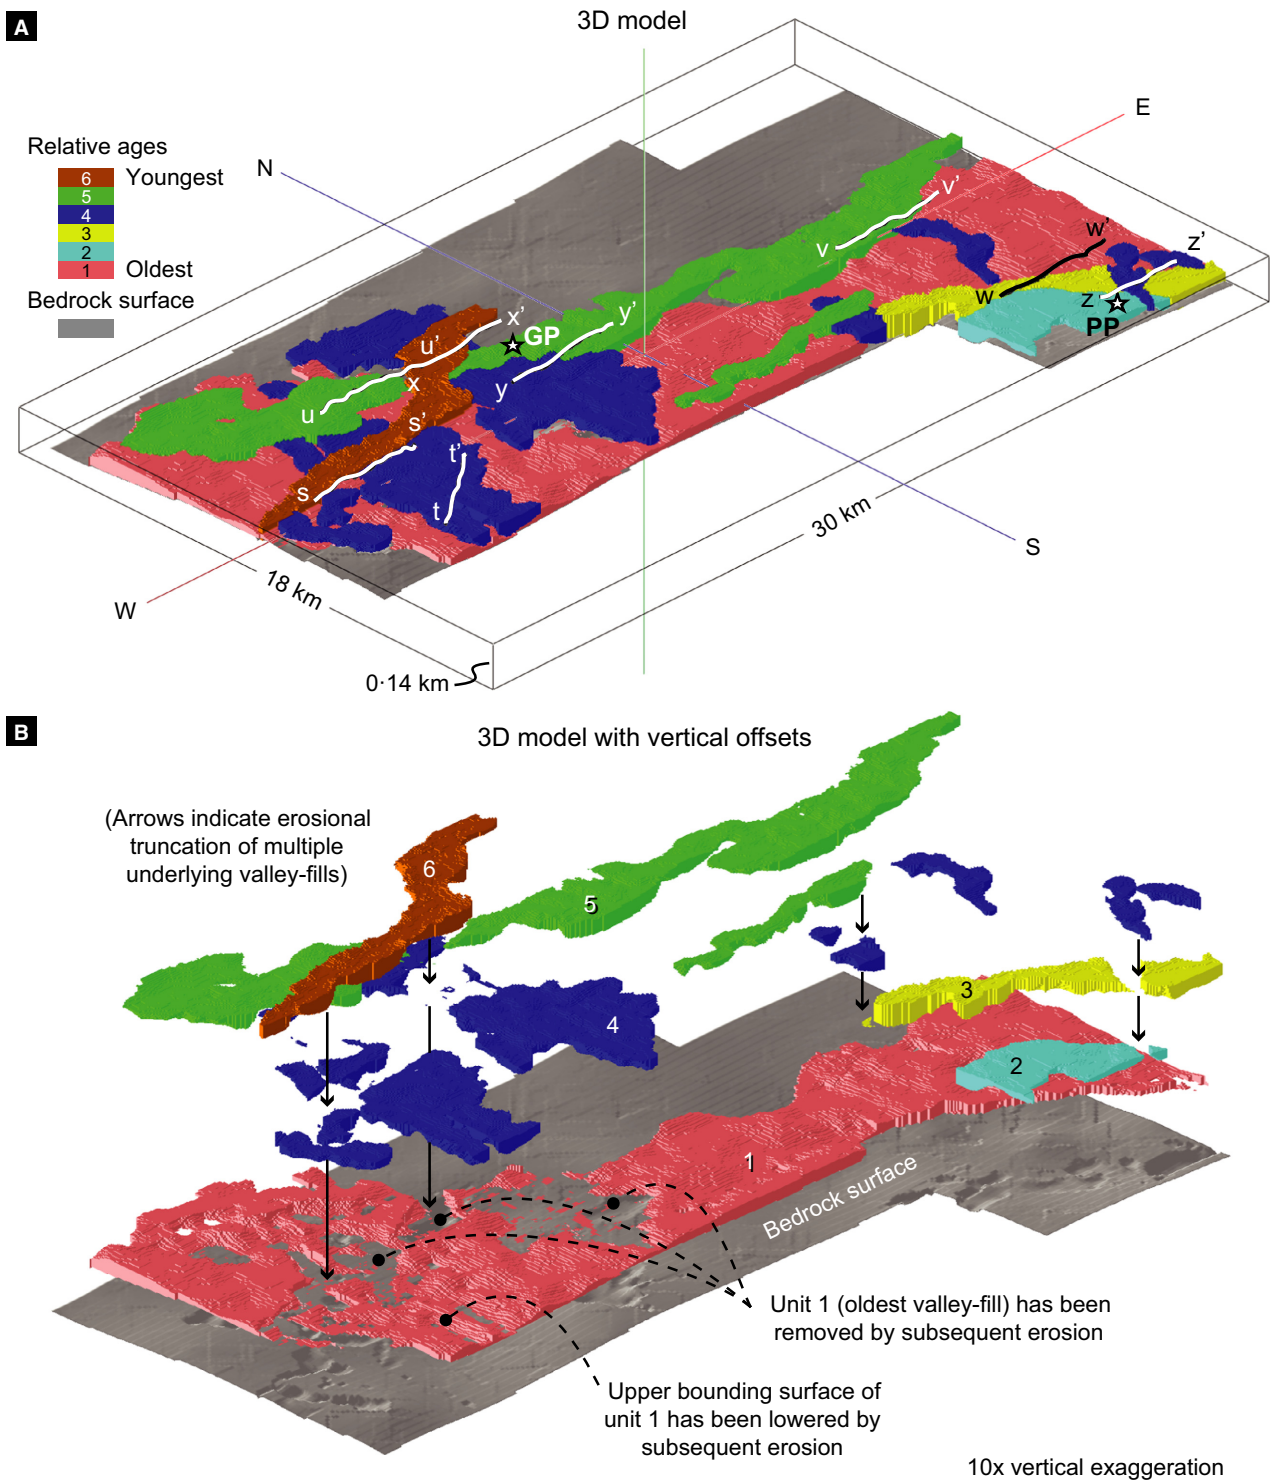 A
3D model
E
N
Relative ages
6 Youngest
5
4
3
2
1 Oldest
Bedrock surface
v'
v
w'
w
z'
z
PP
x'
GP
y'
y
u'
x
u
s'
s
t'
t
30 km
S
18 km
W
0·14 km
B
3D model with vertical offsets
(Arrows indicate erosional
truncation of multiple
underlying valley-fills)
6
5
4
3
2
1
Bedrock surface
Unit 1 (oldest valley-fill) has been
removed by subsequent erosion
Upper bounding surface of
unit 1 has been lowered by
subsequent erosion
10x vertical exaggeration